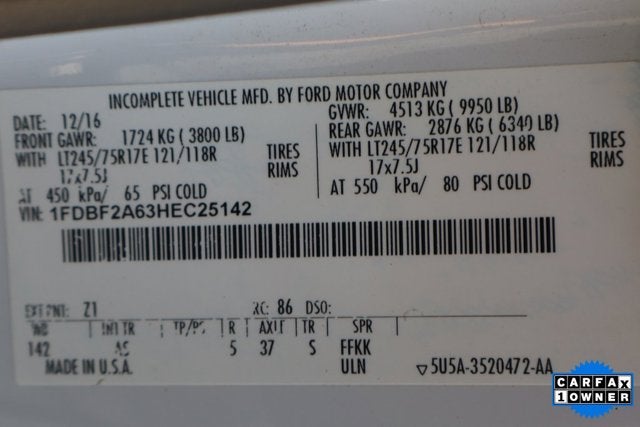 INCOMPLETE VEHICLE MFD. BY FORD MOTOR COMPANY
DATE: 12/16
GVWR: 4513 KG ( 9950 LB)
FRONT GAWR: 1724 KG ( 3800 LB)
REAR GAWR: 2876 KG ( 6340 LB)
WITH LT245/75R17E 121/118R TIRES
WITH LT245/75R17E 121/118R TIRES
17x7.5J RIMS
17x7.5J RIMS
AT 450 kPa/ 65 PSI COLD
AT 550 kPa/ 80 PSI COLD
VIN: 1FDBF2A63HEC25142
EXT PNT: Z1 RC: 86 DSO:
WB INT TR TP/PS R AXLE TR SPR
142 AS 5 37 S FFKK
MADE IN U.S.A. ULN 5U5A-3520472-AA
CARFAX
1 OWNER